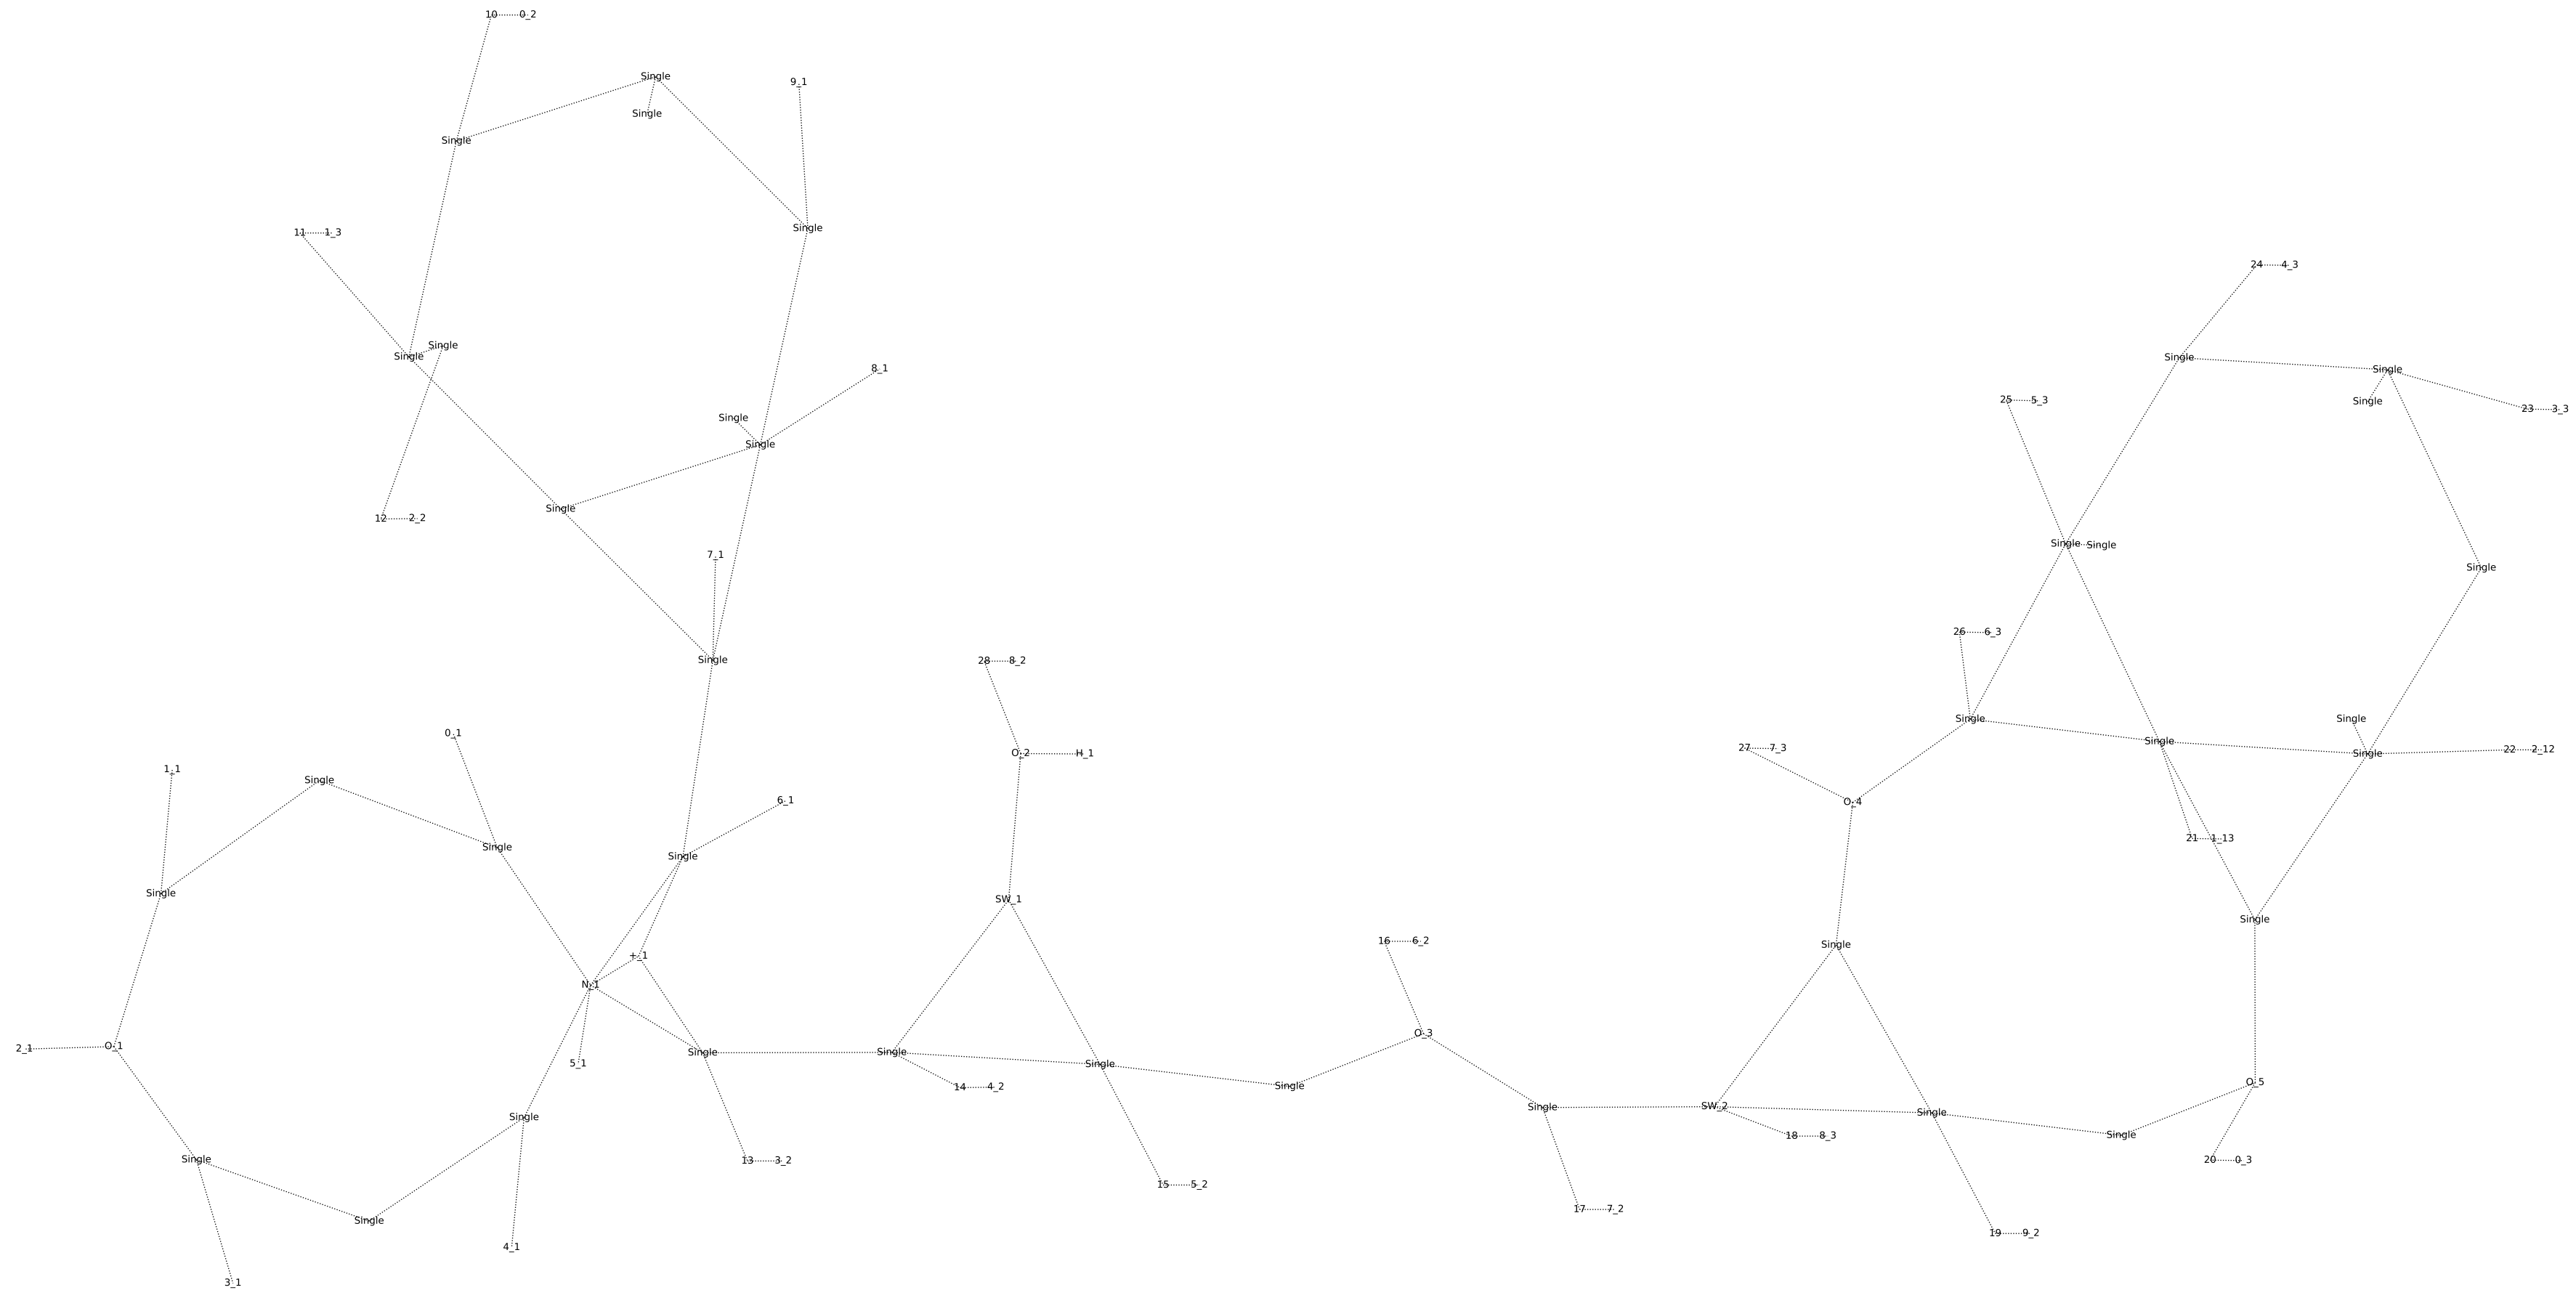 10 0_2
Single
9_1
Single
Single
Single
11 1_3
24 4_3
Single
Single
Single
Single
8_1
25 5_3
Single
23 3_3
Single
Single
Single
12 2_2
Single Single
7_1
Single
26 6_3
Single
28 8_2
Single
Single
0_1
Single
27 7_3
O_2 H_1
Single
22 2_12
1_1
Single
6_1
O_4
21 1_13
Single
Single
Single
SW_1
Single
16 6_2
Single
+_1
N_1
O_3
2_1 O_1
Single
Single
5_1
Single
O_5
Single
14 4_2
Single
SW_2
Single
Single
18 8_3
Single
Single
13 3_2
20 0_3
15 5_2
17 7_2
Single
19 9_2
4_1
3_1